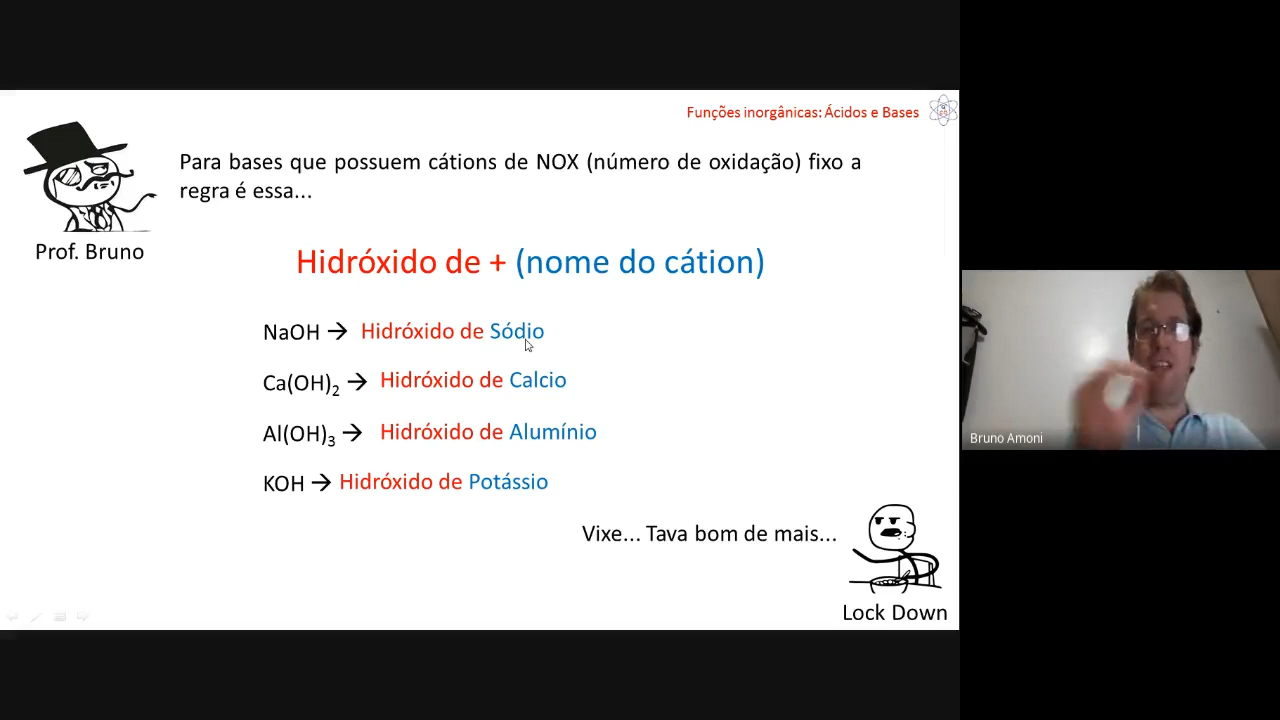 Funções inorgânicas: Ácidos e Bases
Para bases que possuem cátions de NOX (número de oxidação) fixo a
regra é essa...
Prof. Bruno
Hidróxido de + (nome do cátion)
NaOH → Hidróxido de Sódio
Ca(OH)₂ → Hidróxido de Calcio
Al(OH)₃ → Hidróxido de Alumínio
KOH → Hidróxido de Potássio
Vixe... Tava bom de mais...
Lock Down
Bruno Amoni